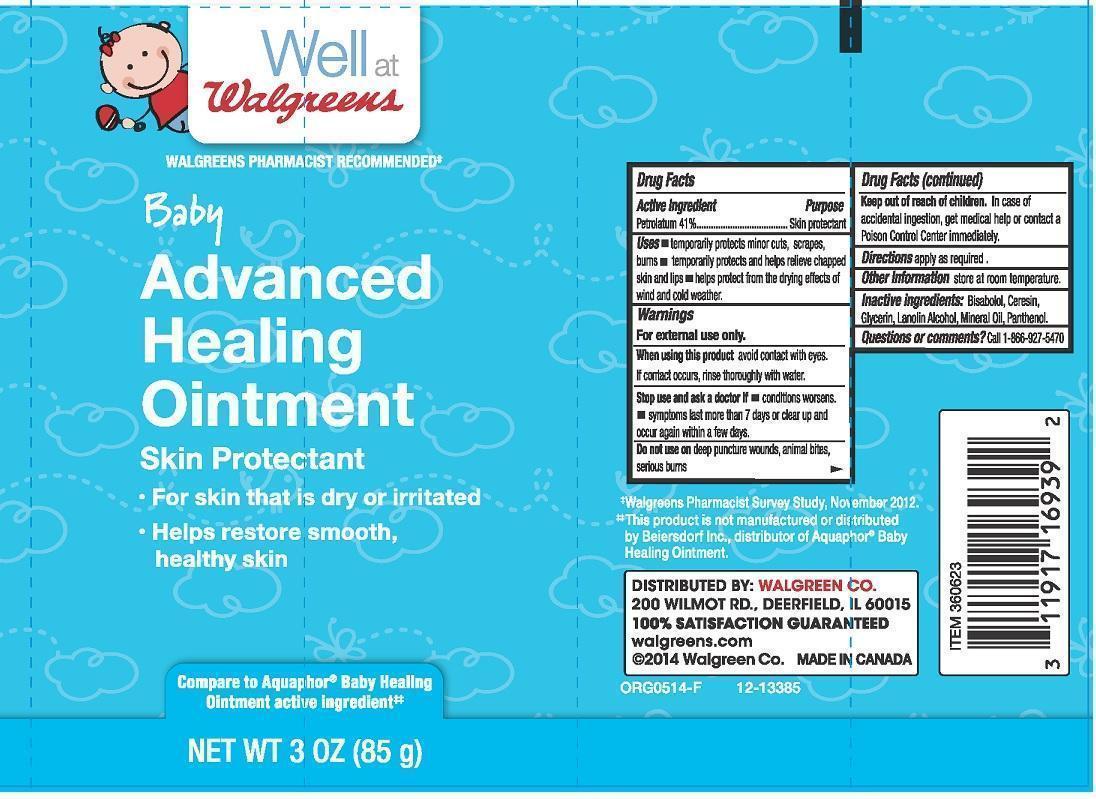 Well at
Walgreens
WALGREENS PHARMACIST RECOMMENDED‡
Baby
Advanced
Healing
Ointment
Skin Protectant
• For skin that is dry or irritated
• Helps restore smooth,
healthy skin
Compare to Aquaphor® Baby Healing
Ointment active ingredient‡‡
NET WT 3 OZ (85 g)
Drug Facts
Active Ingredient Purpose
Petrolatum 41%.............................. Skin protectant
Uses ■ temporarily protects minor cuts, scrapes,
burns ■ temporarily protects and helps relieve chapped
skin and lips ■ helps protect from the drying effects of
wind and cold weather.
Warnings
For external use only.
When using this product avoid contact with eyes.
If contact occurs, rinse thoroughly with water.
Stop use and ask a doctor if ■ conditions worsens.
■ symptoms last more than 7 days or clear up and
occur again within a few days.
Do not use on deep puncture wounds, animal bites,
serious burns
Drug Facts (continued)
Keep out of reach of children. In case of
accidental ingestion, get medical help or contact a
Poison Control Center immediately.
Directions apply as required .
Other Information store at room temperature.
Inactive ingredients: Bisabolol, Ceresin,
Glycerin, Lanolin Alcohol, Mineral Oil, Panthenol.
Questions or comments? Call 1-866-927-5470
‡Walgreens Pharmacist Survey Study, November 2012.
‡‡This product is not manufactured or distributed
by Beiersdorf Inc., distributor of Aquaphor® Baby
Healing Ointment.
DISTRIBUTED BY: WALGREEN CO.
200 WILMOT RD., DEERFIELD, IL 60015
100% SATISFACTION GUARANTEED
walgreens.com
©2014 Walgreen Co. MADE IN CANADA
ORG0514-F 12-13385
ITEM 360623
3 11917 16939 2